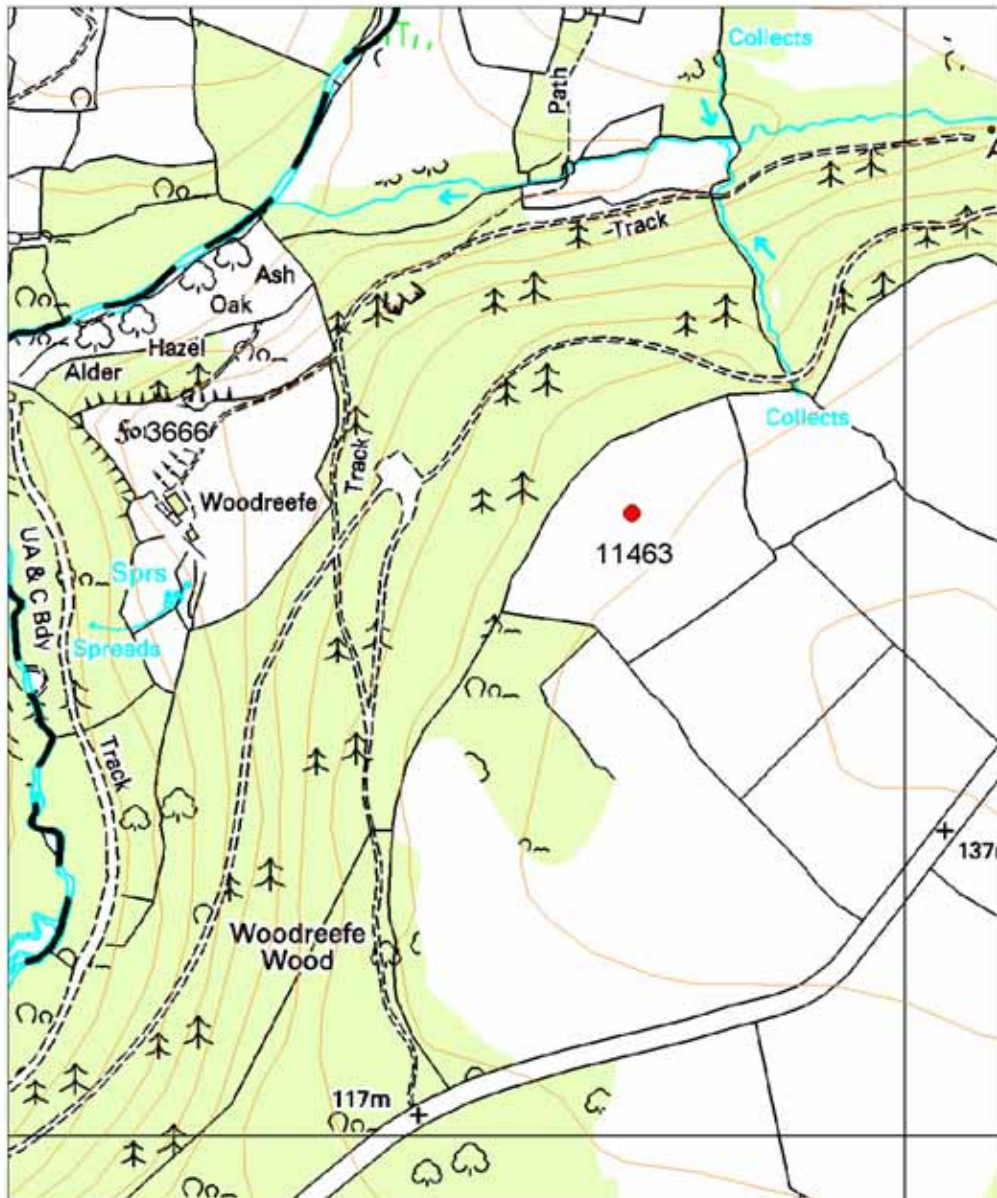 Collects
Path
Track
Ash
Oak
Hazel
Alder
3666
Woodreefe
Track
Collects
11463
UA & C Bdy
Sprs
Spreads
Track
137m
Woodreefe
Wood
117m